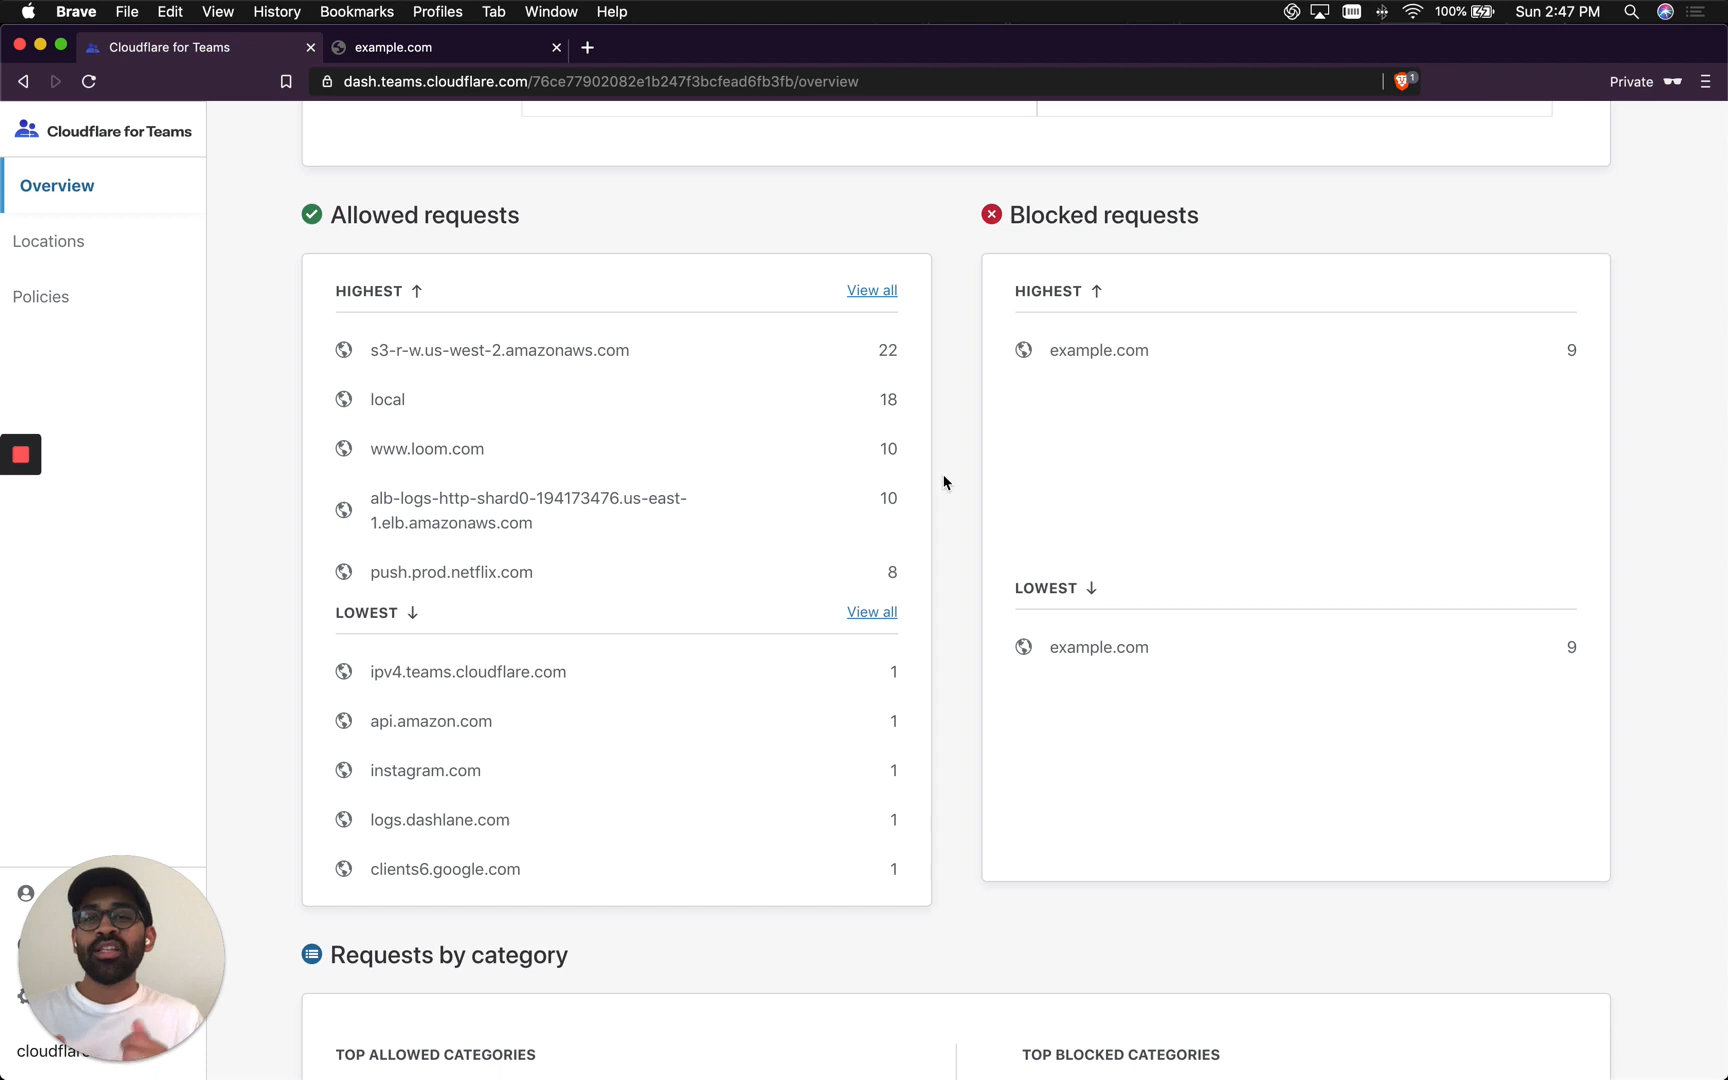 Brave File Edit View History Bookmarks Profiles Tab Window Help 100% Sun 2:47 PM
Cloudflare for Teams example.com
dash.teams.cloudflare.com/76ce77902082e1b247f3bcfead6fb3fb/overview 1 Private
Cloudflare for Teams
Overview
Locations
Policies
Allowed requests
HIGHEST View all
s3-r-w.us-west-2.amazonaws.com 22
local 18
www.loom.com 10
alb-logs-http-shard0-194173476.us-east- 10
1.elb.amazonaws.com
push.prod.netflix.com 8
LOWEST View all
ipv4.teams.cloudflare.com 1
api.amazon.com 1
instagram.com 1
logs.dashlane.com 1
clients6.google.com 1
Blocked requests
HIGHEST
example.com 9
LOWEST
example.com 9
Requests by category
TOP ALLOWED CATEGORIES
TOP BLOCKED CATEGORIES